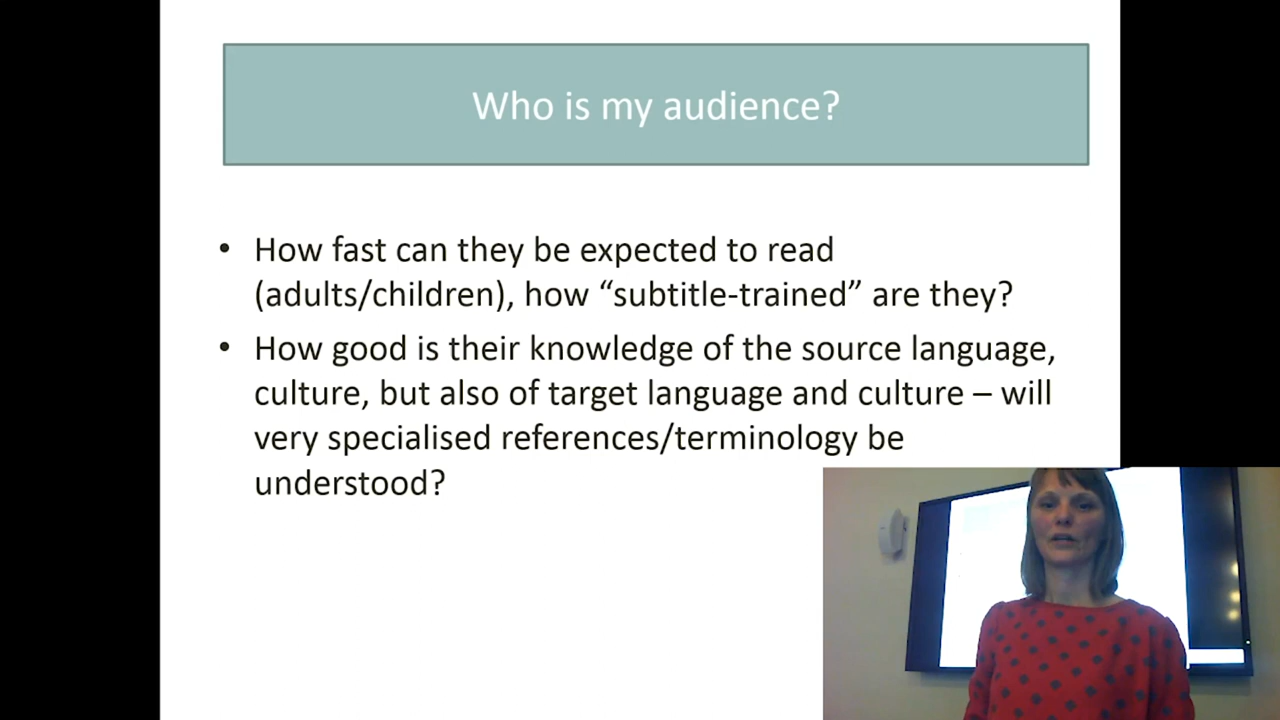 Who is my audience?
• How fast can they be expected to read
(adults/children), how “subtitle-trained” are they?
• How good is their knowledge of the source language,
culture, but also of target language and culture – will
very specialised references/terminology be
understood?